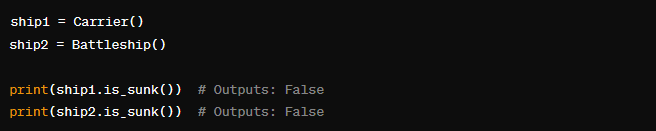 ship1 = Carrier()
ship2 = Battleship()
print(ship1.is_sunk())  # Outputs: False
print(ship2.is_sunk())  # Outputs: False